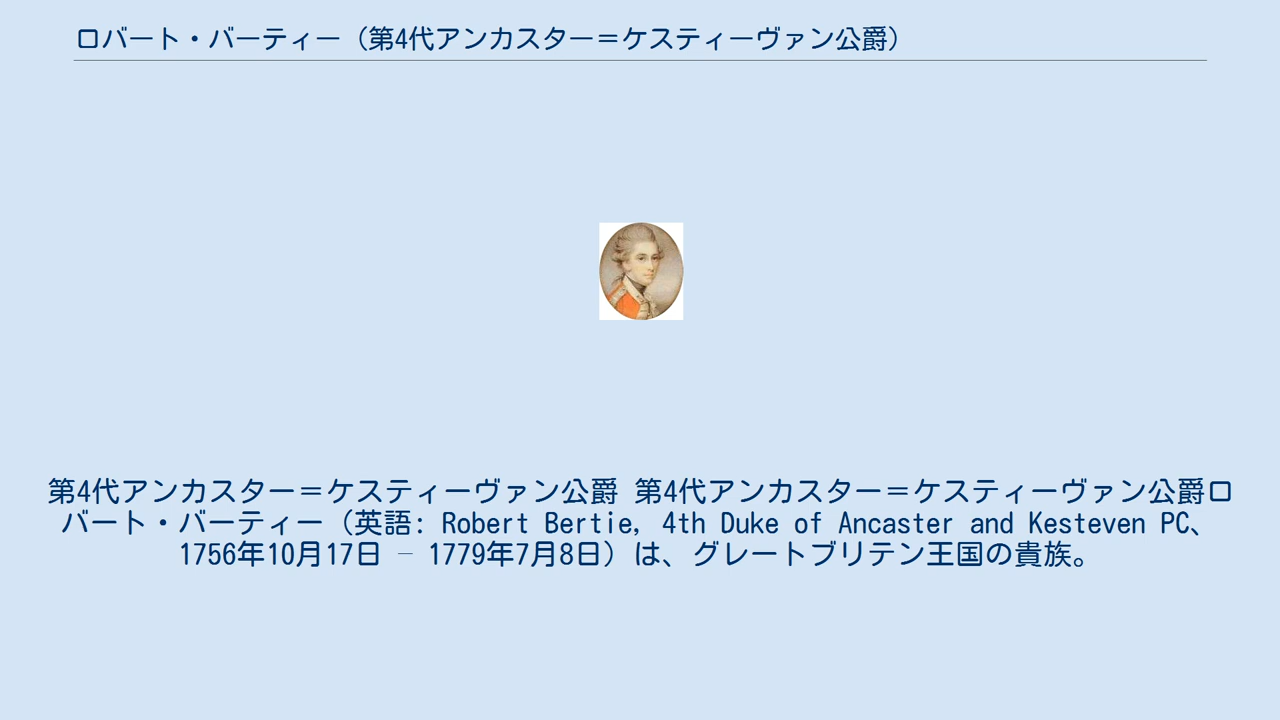 ロバート・バーティー（第4代アンカスター＝ケスティーヴァン公爵）
第4代アンカスター＝ケスティーヴァン公爵 第4代アンカスター＝ケスティーヴァン公爵ロ
バート・バーティー（英語: Robert Bertie, 4th Duke of Ancaster and Kesteven PC、
1756年10月17日 – 1779年7月8日）は、グレートブリテン王国の貴族。